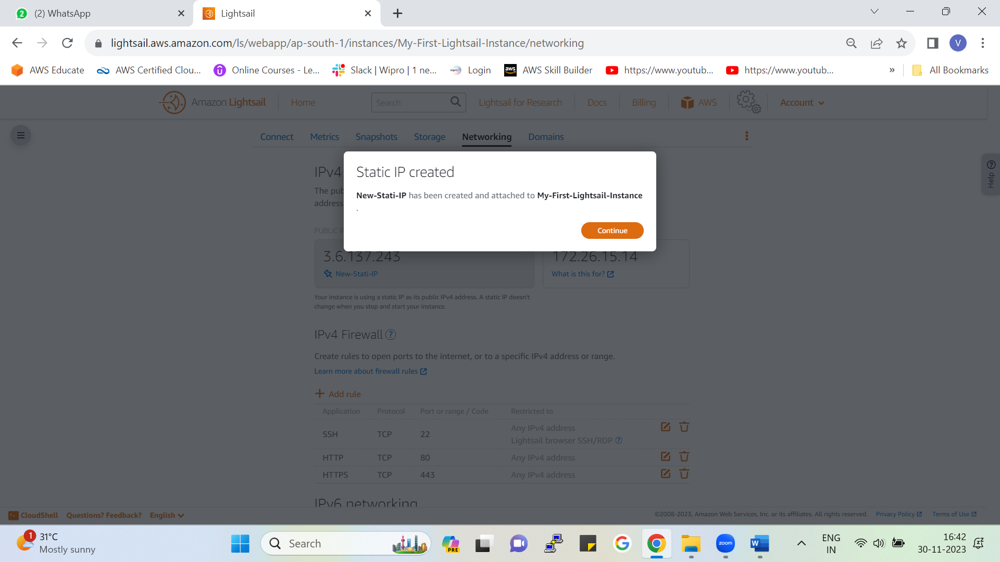 2 (2) WhatsApp
Lightsail
lightsail.aws.amazon.com/ls/webapp/ap-south-1/instances/My-First-Lightsail-Instance/networking
V
AWS Educate
AWS Certified Clou...
Online Courses - Le...
Slack | Wipro | 1 ne...
Login
aws AWS Skill Builder
https://www.youtub...
https://www.youtub...
»
All Bookmarks
Amazon Lightsail
Home
Search
Lightsail for Research
Docs
Billing
AWS
Account
Connect
Metrics
Snapshots
Storage
Networking
Domains
Help
Static IP created
New-Stati-IP has been created and attached to My-First-Lightsail-Instance
.
Continue
IPv4
The pub
address
PUBLIC I
3.6.137.243
New-Stati-IP
172.26.15.14
What is this for?
Your instance is using a static IP as its public IPv4 address. A static IP doesn't
change when you stop and start your instance.
IPv4 Firewall ?
Create rules to open ports to the internet, or to a specific IPv4 address or range.
Learn more about firewall rules
+ Add rule
Application Protocol Port or range / Code Restricted to
SSH TCP 22 Any IPv4 address
Lightsail browser SSH/RDP ?
HTTP TCP 80 Any IPv4 address
HTTPS TCP 443 Any IPv4 address
IPv6 networking
CloudShell
Questions? Feedback?
English
©2008-2023, Amazon Web Services, Inc. or its affiliates. All rights reserved.
Privacy Policy
Terms of Use
1
31°C
Mostly sunny
Search
PRE
zoom
W
ENG
IN
16:42
30-11-2023